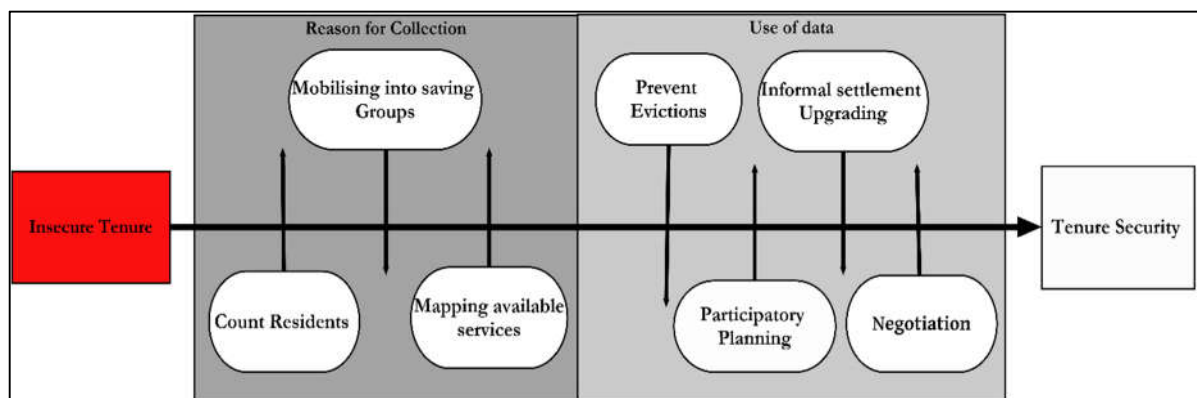 Reason for Collection
Use of data
Mobilising into saving
Groups
Prevent
Evictions
Informal settlement
Upgrading
Insecure Tenure
Tenure Security
Count Residents
Mapping available
services
Participatory
Planning
Negotiation